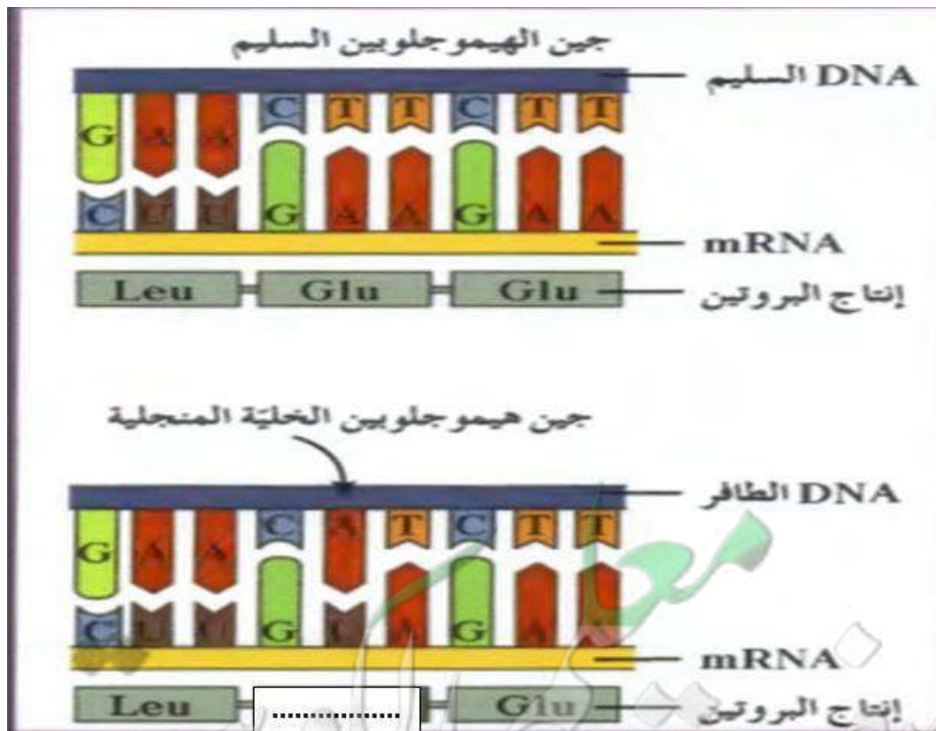 جين الهيموجلوبين السليم
DNA السليم
G A A C T T C T T
C U U G A A G A A
mRNA
Leu Glu Glu
إنتاج البروتين
جين هيموجلوبين الخليّة المنجلية
DNA الطافر
G A A C A T C T T
C U U G U A G A A
mRNA
Leu .................. Glu
إنتاج البروتين